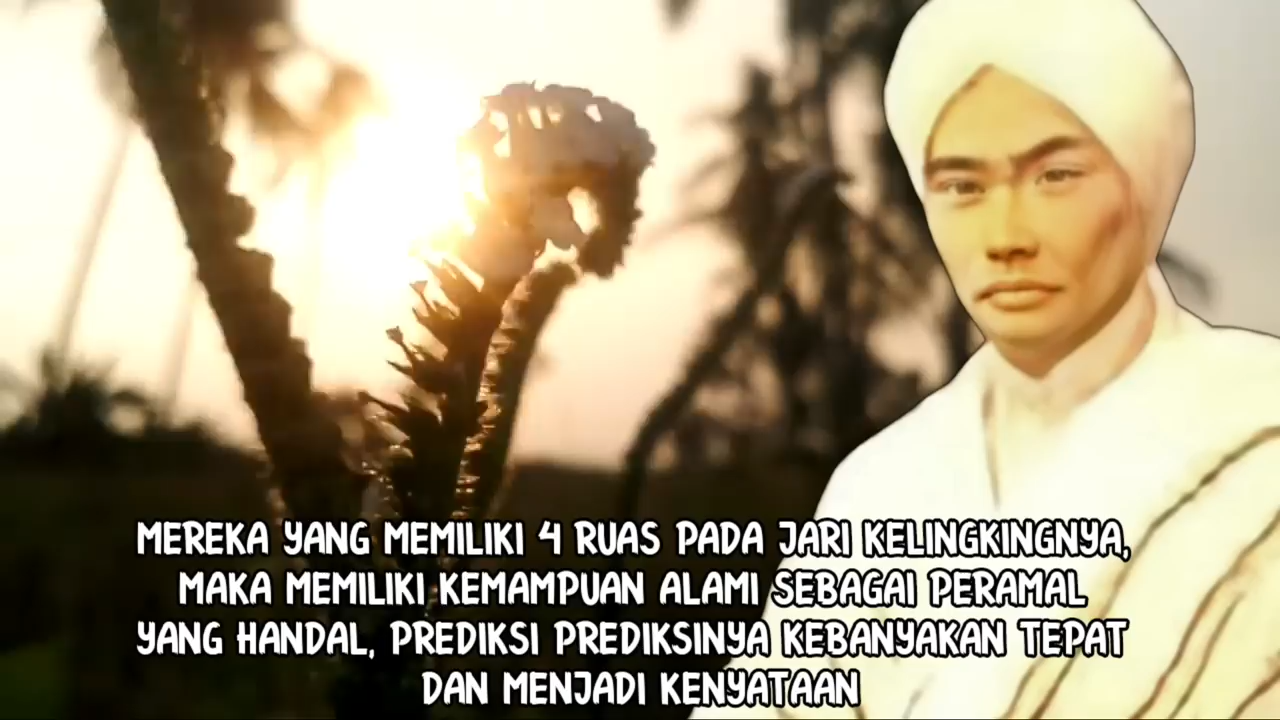 MEREKA YANG MEMILIKI 4 RUAS PADA JARI KELINGKINGNYA,
MAKA MEMILIKI KEMAMPUAN ALAMI SEBAGAI PERAMAL
YANG HANDAL, PREDIKSI PREDIKSINYA KEBANYAKAN TEPAT
DAN MENJADI KENYATAAN